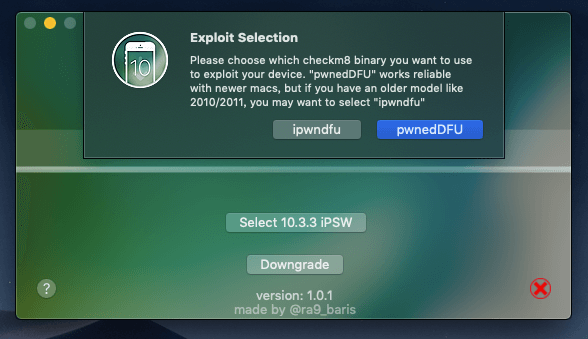 10
Exploit Selection
Please choose which checkm8 binary you want to use
to exploit your device. "pwnedDFU" works reliable
with newer macs, but if you have an older model like
2010/2011, you may want to select "ipwndfu"
ipwndfu
pwnedDFU
Select 10.3.3 iPSW
Downgrade
?
version: 1.0.1
made by @ra9_baris